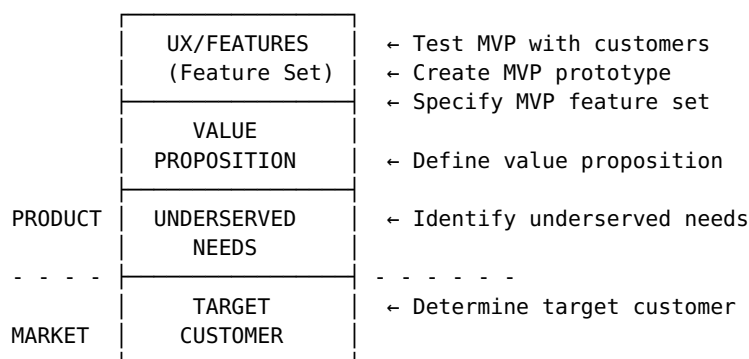 UX/FEATURES ← Test MVP with customers
(Feature Set) ← Create MVP prototype
← Specify MVP feature set
VALUE
PROPOSITION ← Define value proposition
PRODUCT UNDERSERVED ← Identify underserved needs
NEEDS
TARGET ← Determine target customer
MARKET CUSTOMER